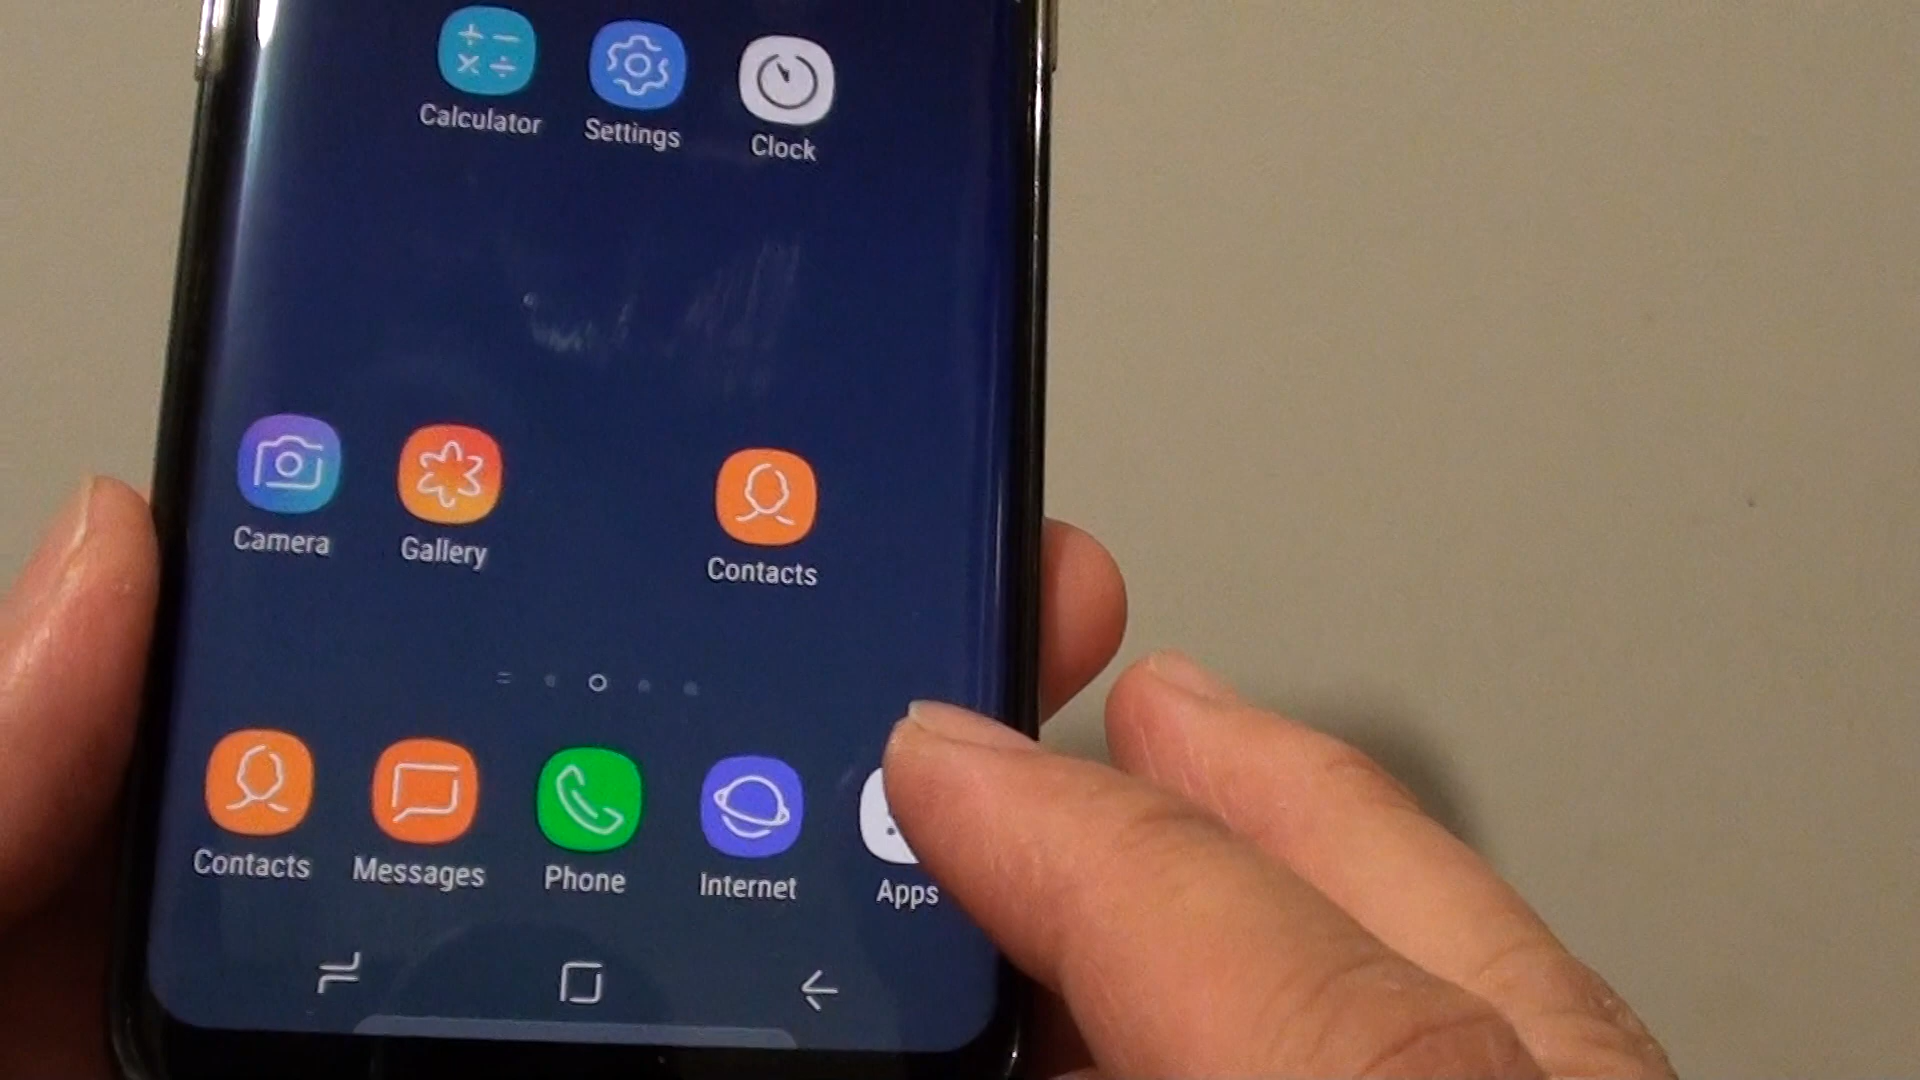 Calculator
Settings
Clock
Camera
Gallery
Contacts
Contacts
Messages
Phone
Internet
Apps